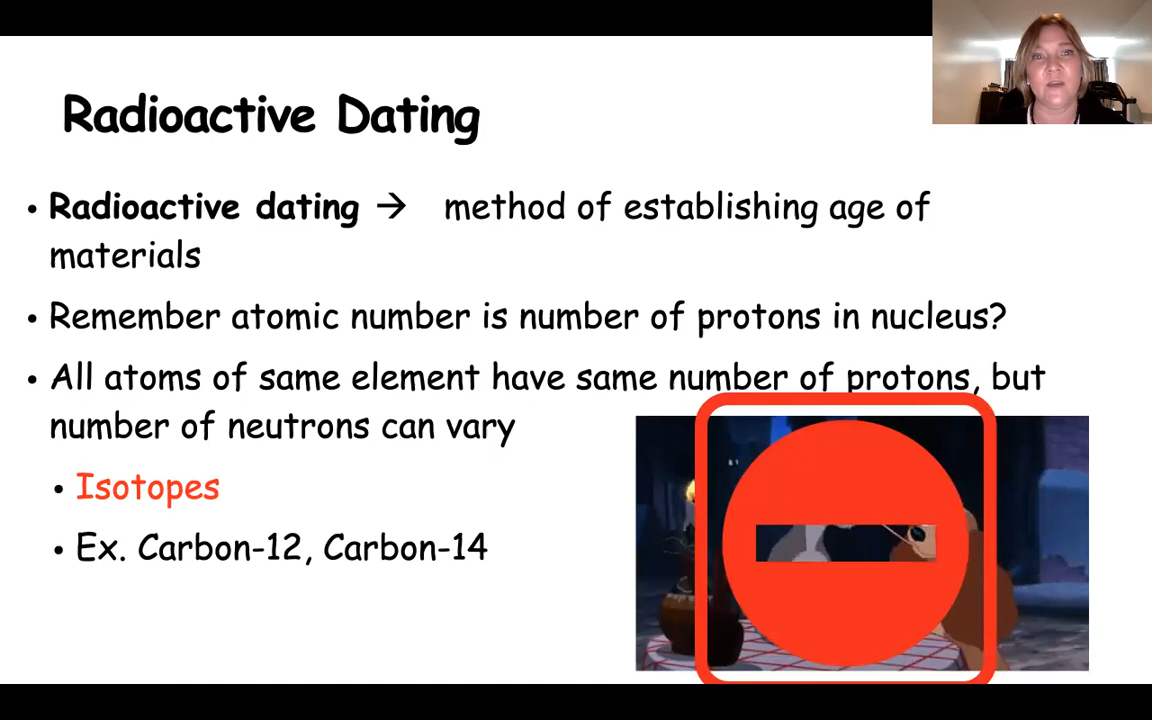 Radioactive Dating
• Radioactive dating → method of establishing age of
materials
• Remember atomic number is number of protons in nucleus?
• All atoms of same element have same number of protons, but
number of neutrons can vary
• Isotopes
• Ex. Carbon-12, Carbon-14